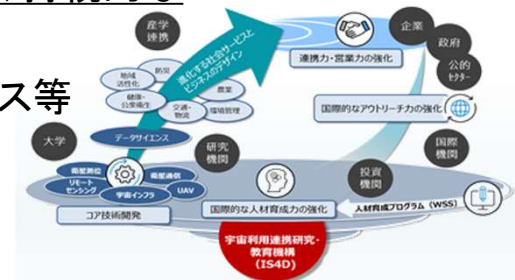 ス等
産学
連携
進化する社会サービスと
ビジネスのデザイン
地域
活性化
防災
健康・
公衆衛生
農業
交通・
物流
環境管理
データサイエンス
大学
研究
機関
衛星測位
衛星通信
リモート
センシング
宇宙インフラ
UAV
コア技術開発
連携力・営業力の強化
企業
政府
公的
セクター
国際的なアウトリーチ力の強化
国際
機関
投資
機関
国際的な人材育成力の強化
人材育成プログラム（WSS）
宇宙利用連携研究・
教育機構
（IS4D）